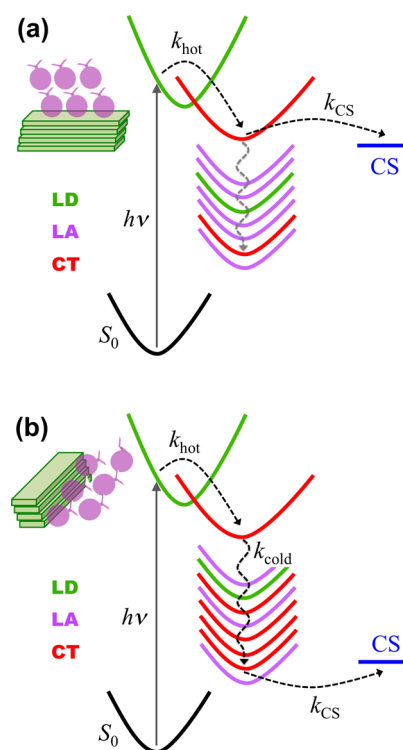 (a)
k_hot
k_CS
CS
LD
LA
CT
hν
S_0
(b)
k_hot
k_cold
LD
LA
CT
hν
CS
k_CS
S_0